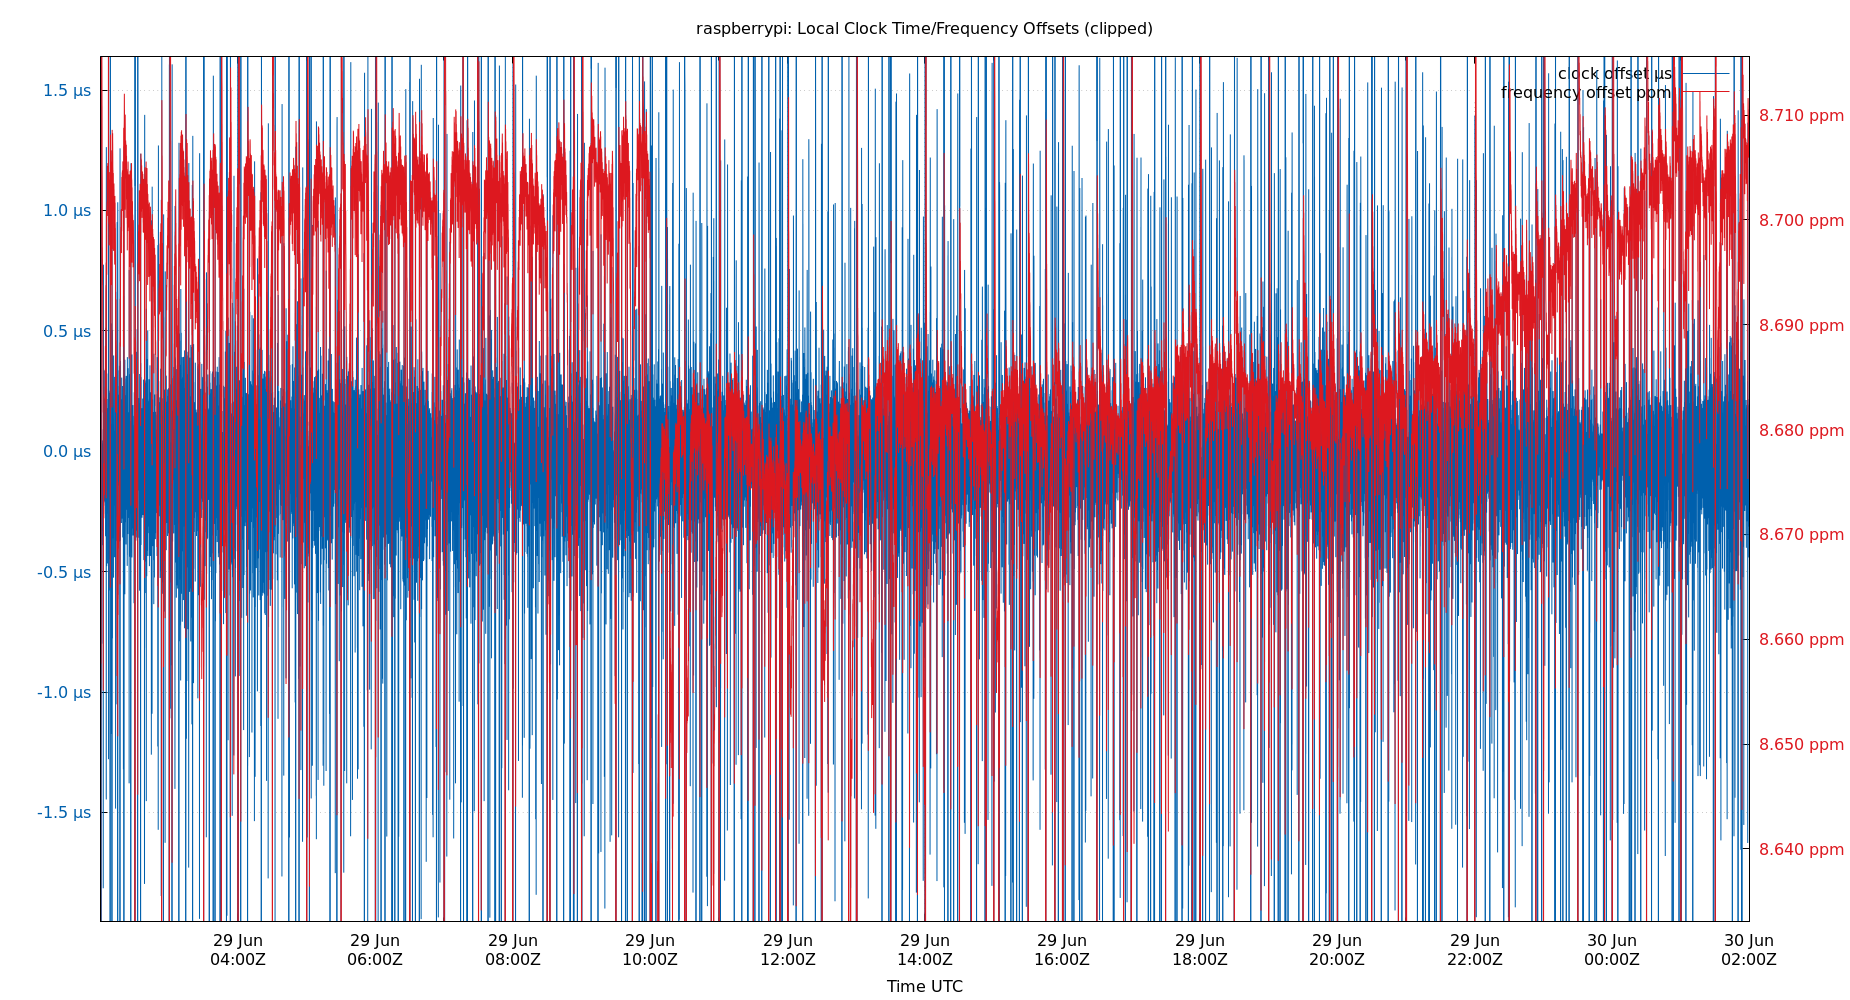 raspberrypi: Local Clock Time/Frequency Offsets (clipped)
clock offset µs
frequency offset ppm
1.5 µs
1.0 µs
0.5 µs
0.0 µs
-0.5 µs
-1.0 µs
-1.5 µs
8.710 ppm
8.700 ppm
8.690 ppm
8.680 ppm
8.670 ppm
8.660 ppm
8.650 ppm
8.640 ppm
29 Jun
04:00Z
29 Jun
06:00Z
29 Jun
08:00Z
29 Jun
10:00Z
29 Jun
12:00Z
29 Jun
14:00Z
29 Jun
16:00Z
29 Jun
18:00Z
29 Jun
20:00Z
29 Jun
22:00Z
30 Jun
00:00Z
30 Jun
02:00Z
Time UTC